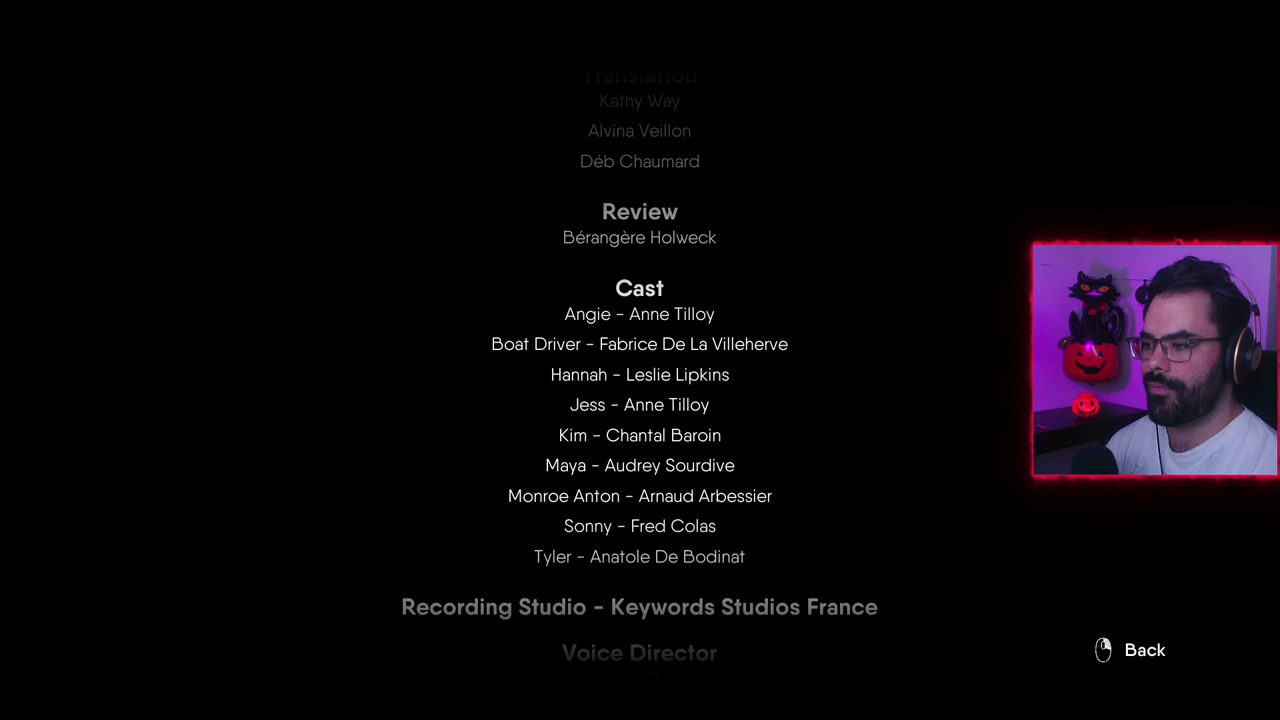 Translation
Kathy Way
Alvina Veillon
Déb Chaumard
Review
Bérangère Holweck
Cast
Angie - Anne Tilloy
Boat Driver - Fabrice De La Villeherve
Hannah - Leslie Lipkins
Jess - Anne Tilloy
Kim - Chantal Baroin
Maya - Audrey Sourdive
Monroe Anton - Arnaud Arbessier
Sonny - Fred Colas
Tyler - Anatole De Bodinat
Recording Studio - Keywords Studios France
Voice Director
Back